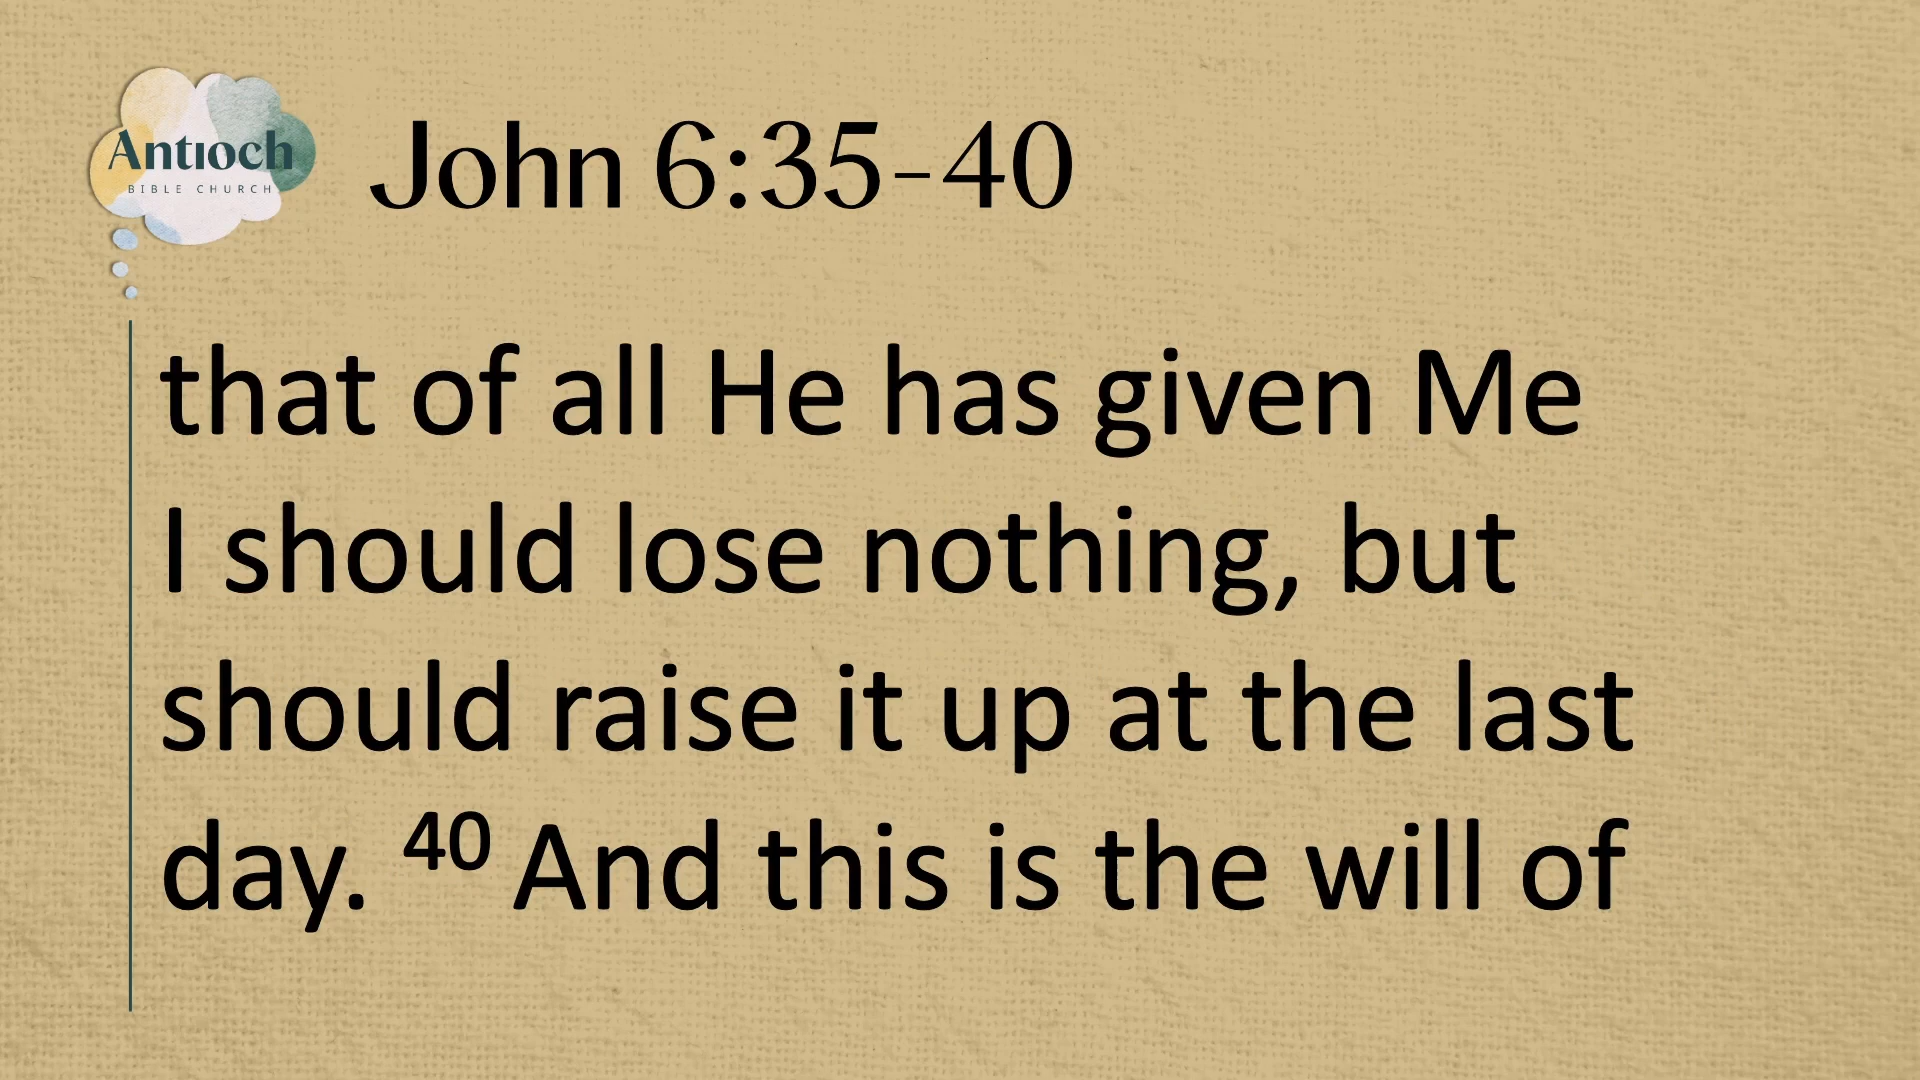 Antioch
BIBLE CHURCH
John 6:35-40
that of all He has given Me
I should lose nothing, but
should raise it up at the last
day. 40 And this is the will of